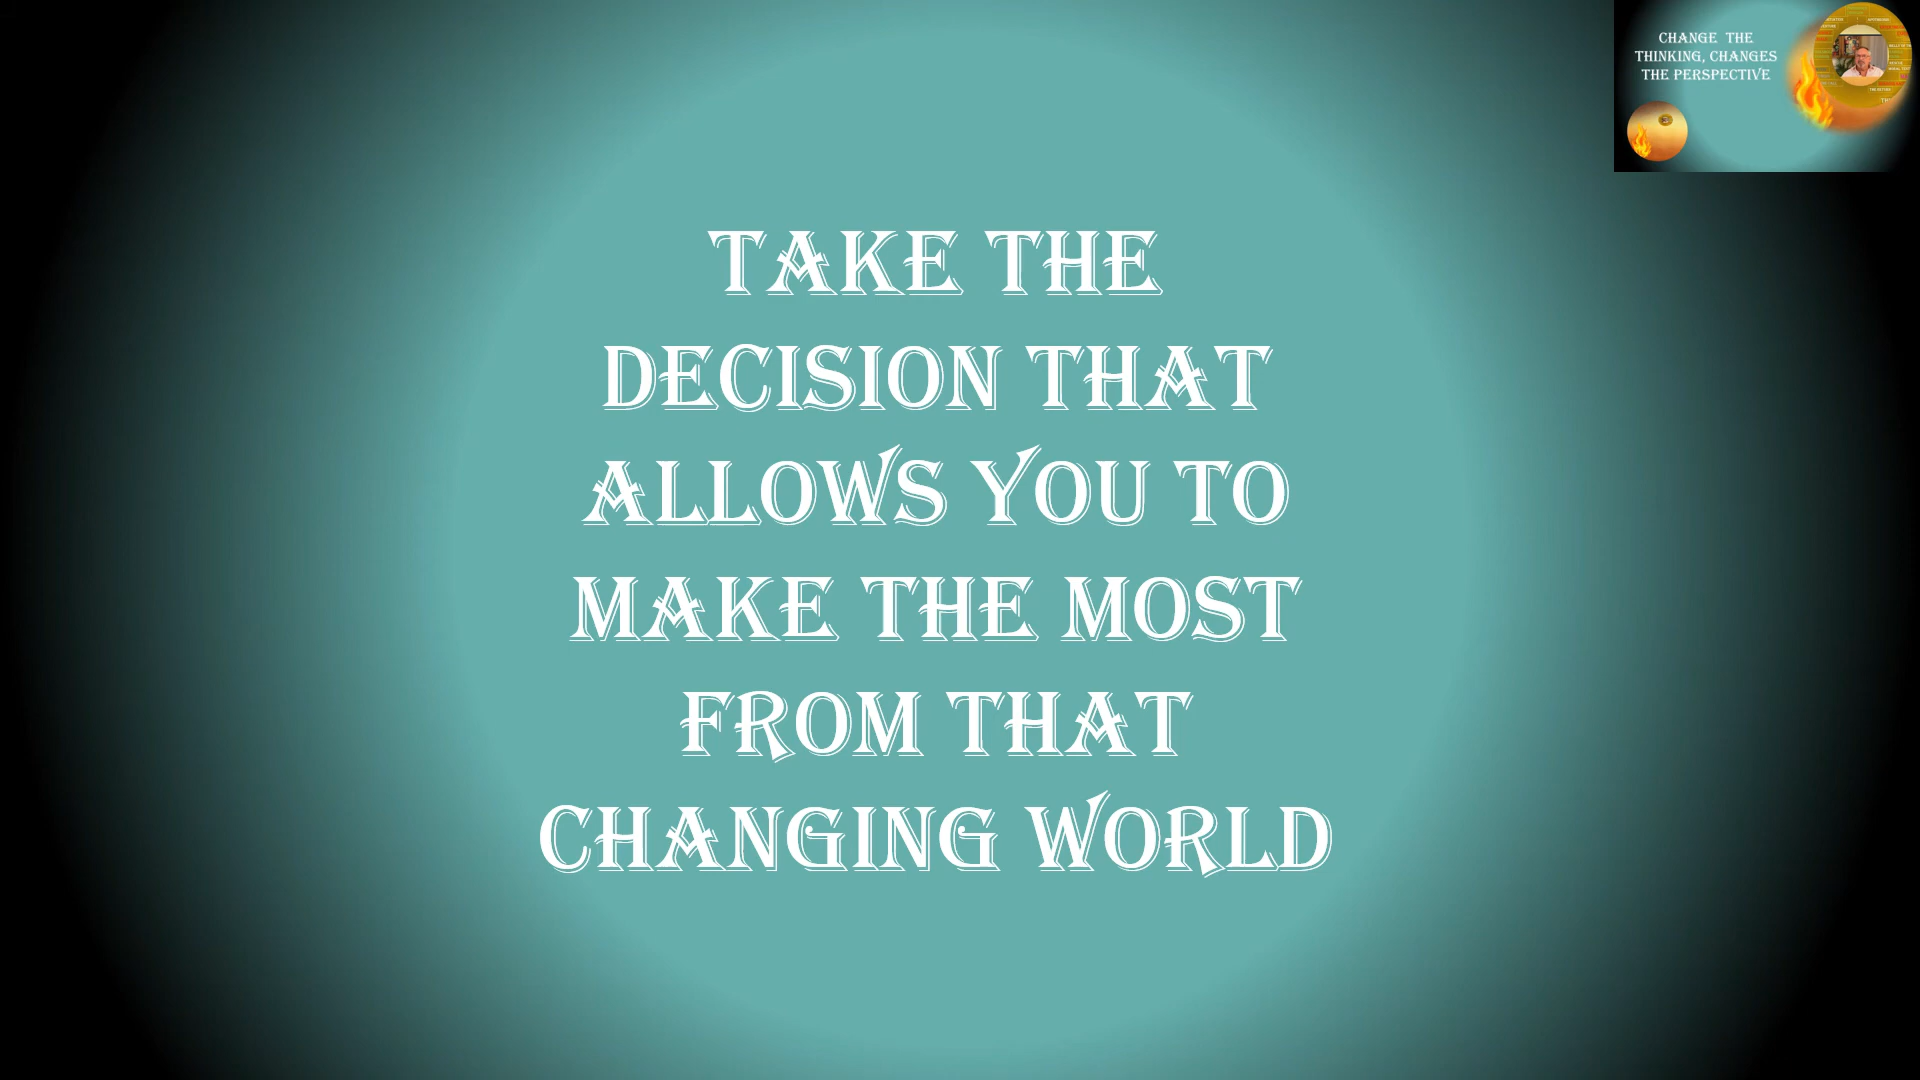 TAKE THE
DECISION THAT
ALLOWS YOU TO
MAKE THE MOST
FROM THAT
CHANGING WORLD
CHANGE THE
THINKING, CHANGES
THE PERSPECTIVE